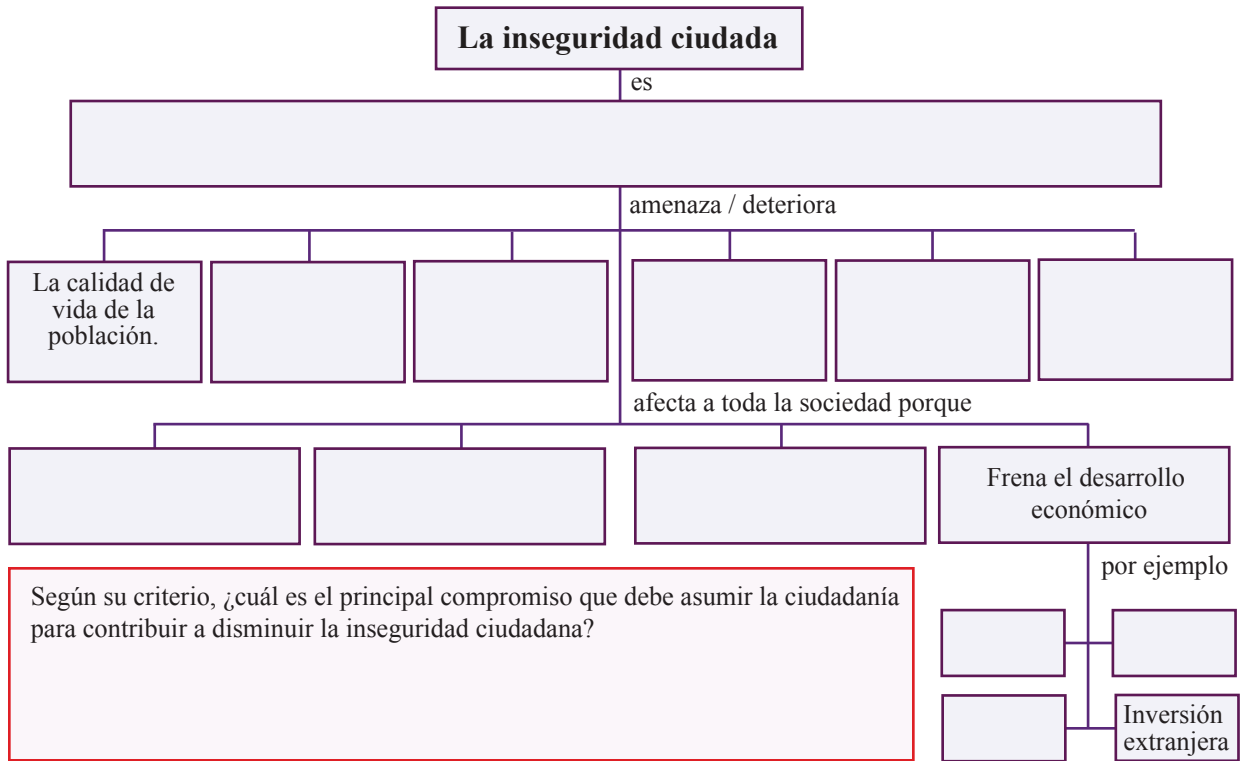 La inseguridad ciudada
es
amenaza / deteriora
La calidad de
vida de la
población.
afecta a toda la sociedad porque
Frena el desarrollo
económico
por ejemplo
Según su criterio, ¿cuál es el principal compromiso que debe asumir la ciudadanía
para contribuir a disminuir la inseguridad ciudadana?
Inversión
extranjera